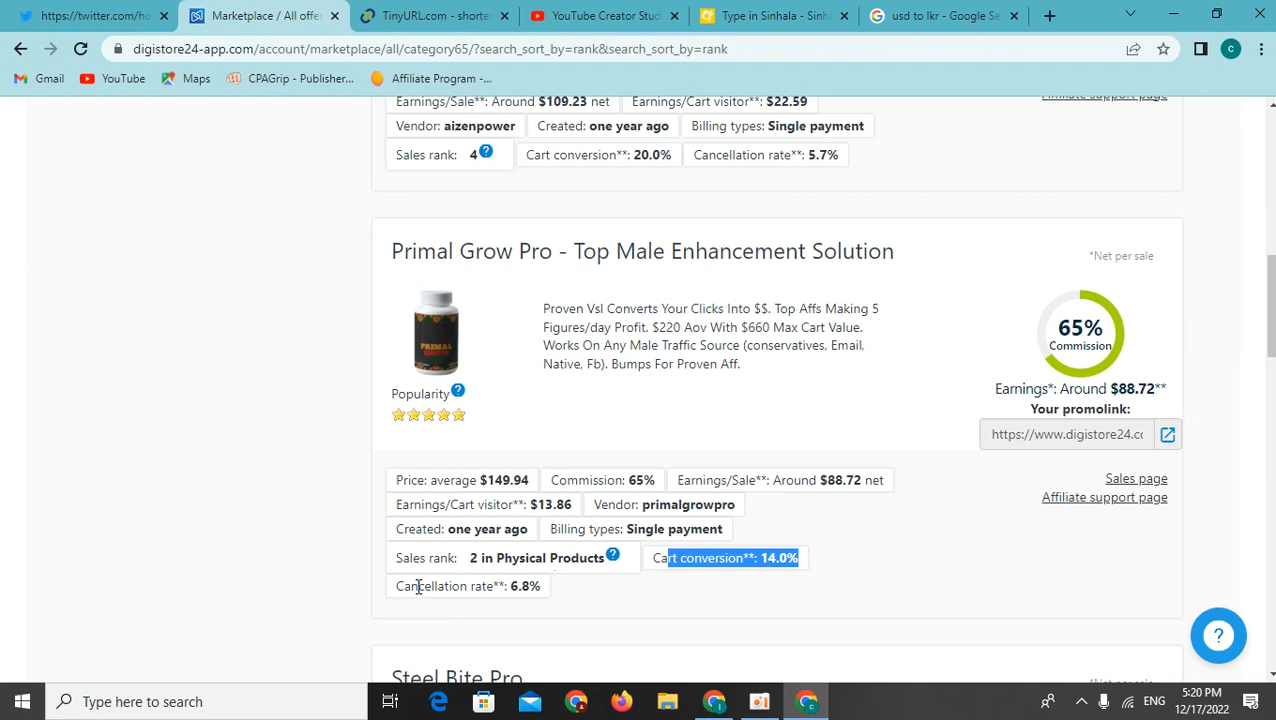 https://twitter.com/ho
Marketplace / All offe
TinyURL.com - shorte
YouTube Creator Stud
Type in Sinhala - Sinh
usd to lkr - Google Se
digistore24-app.com/account/marketplace/all/category65/?search_sort_by=rank&search_sort_by=rank
c
Gmail
YouTube
Maps
CPAGrip - Publisher...
Affiliate Program -...
Earnings/Sale**: Around $109.23 net
Earnings/Cart visitor**: $22.59
Affiliate support page
Vendor: aizenpower
Created: one year ago
Billing types: Single payment
Sales rank: 4
Cart conversion**: 20.0%
Cancellation rate**: 5.7%
Primal Grow Pro - Top Male Enhancement Solution
*Net per sale
PRIMAL
GROW
Proven Vsl Converts Your Clicks Into $$. Top Affs Making 5
Figures/day Profit. $220 Aov With $660 Max Cart Value.
Works On Any Male Traffic Source (conservatives, Email,
Native, Fb). Bumps For Proven Aff.
65%
Commission
Popularity
Earnings*: Around $88.72**
Your promolink:
https://www.digistore24.cc
Price: average $149.94
Commission: 65%
Earnings/Sale**: Around $88.72 net
Sales page
Earnings/Cart visitor**: $13.86
Vendor: primalgrowpro
Affiliate support page
Created: one year ago
Billing types: Single payment
Sales rank: 2 in Physical Products
Cart conversion**: 14.0%
Cancellation rate**: 6.8%
Steel Bite Pro
*Net per sale
Type here to search
ENG
5:20 PM
12/17/2022